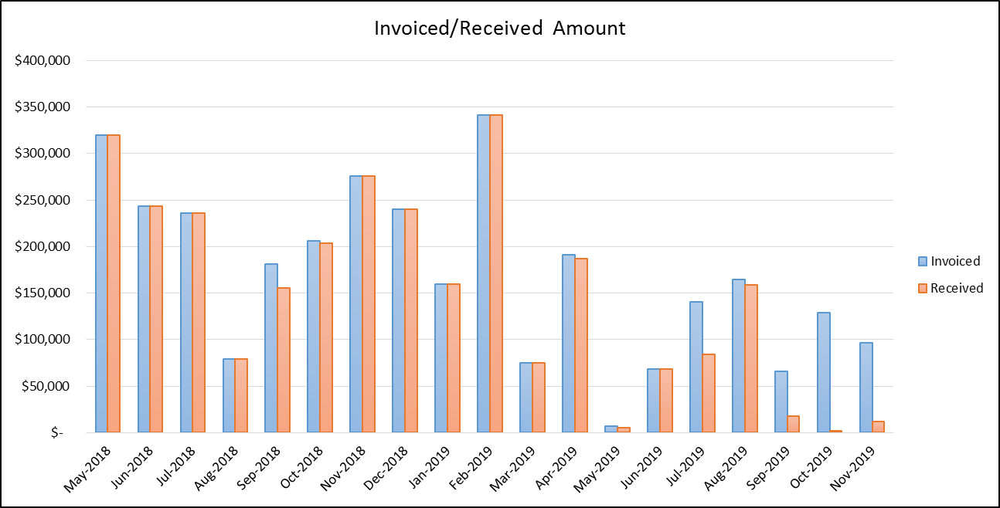 Invoiced/Received Amount
$400,000
$350,000
$300,000
$250,000
$200,000
$150,000
$100,000
$50,000
$-
Invoiced
Received
May-2018
Jun-2018
Jul-2018
Aug-2018
Sep-2018
Oct-2018
Nov-2018
Dec-2018
Jan-2019
Feb-2019
Mar-2019
Apr-2019
May-2019
Jun-2019
Jul-2019
Aug-2019
Sep-2019
Oct-2019
Nov-2019